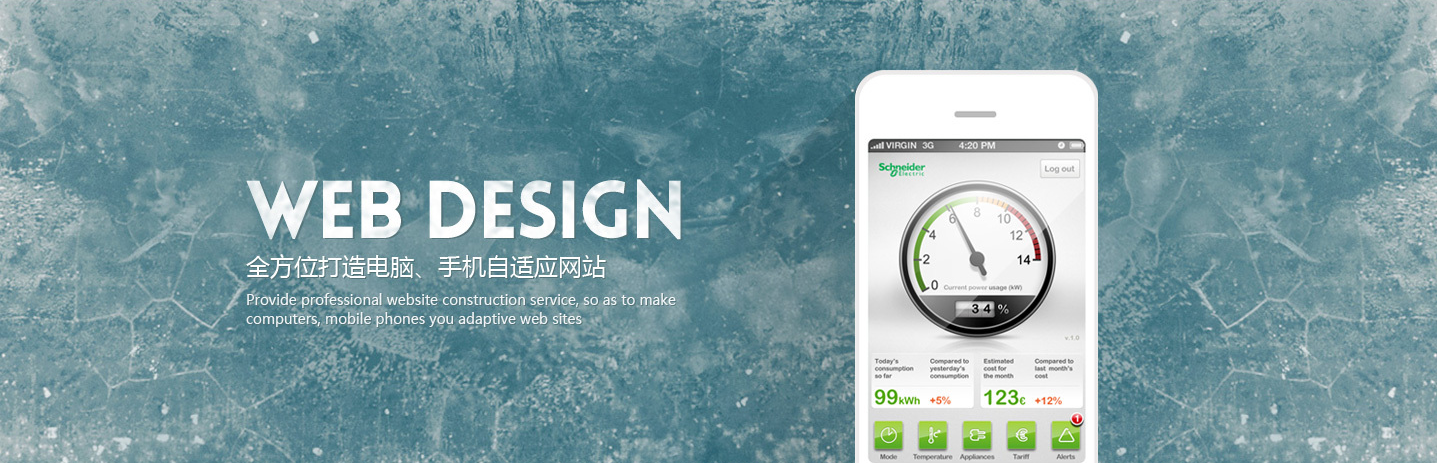 WEB DESIGN
全方位打造电脑、手机自适应网站
Provide professional website construction service, so as to make
computers, mobile phones you adaptive web sites
VIRGIN 3G 4:20 PM
Schneider
Electric
Log out
0 2 4 6 8 10 12 14
Current power usage (kW)
34 %
v.1.0
Today's
consumption
so far
Compared to
yesterday's
consumption
99kWh +5%
Estimated
cost for
the month
Compared to
last month's
cost
123€ +12%
1
Mode Temperature Appliances Tariff Alerts